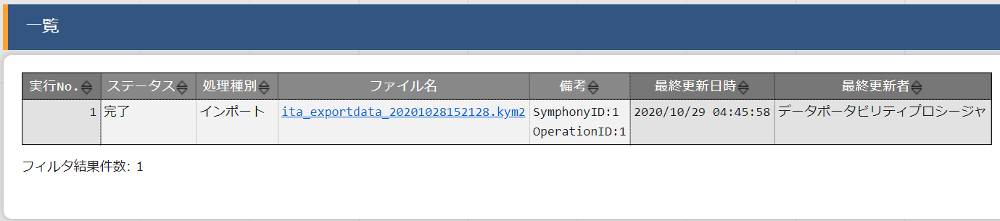 一覧
実行No. ステータス 処理種別 ファイル名 備考 最終更新日時 最終更新者
1 完了 インポート ita_exportdata_20201028152128.kym2 SymphonyID:1 2020/10/29 04:45:58 データポータビリティプロシージャ
OperationID:1
フィルタ結果件数: 1